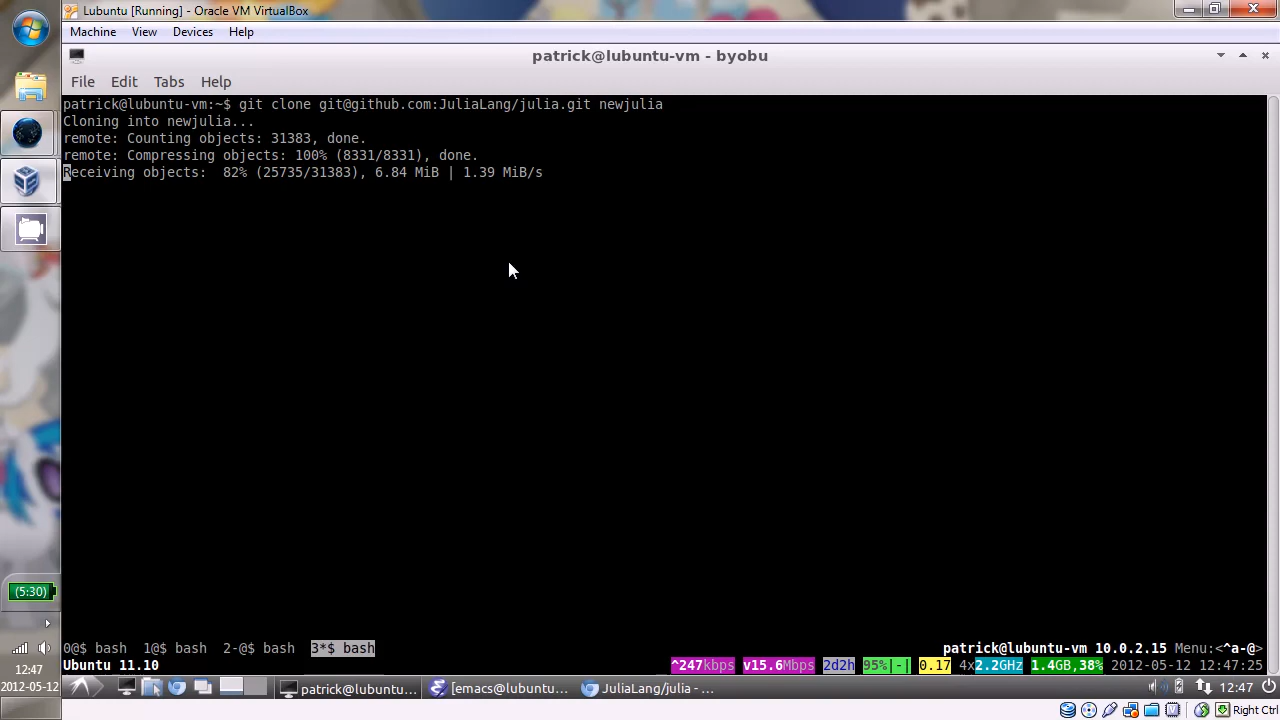 Lubuntu [Running] - Oracle VM VirtualBox
Machine View Devices Help
patrick@lubuntu-vm - byobu
File Edit Tabs Help
patrick@lubuntu-vm:~$ git clone git@github.com:JuliaLang/julia.git newjulia
Cloning into newjulia...
remote: Counting objects: 31383, done.
remote: Compressing objects: 100% (8331/8331), done.
Receiving objects:  82% (25735/31383), 6.84 MiB | 1.39 MiB/s
0@$ bash  1@$ bash  2-@$ bash  3*$ bash
patrick@lubuntu-vm 10.0.2.15 Menu:<^a-@>
Ubuntu 11.10
^247kbps v15.6Mbps 2d2h 95%|-| 0.17 4x2.2GHz 1.4GB,38% 2012-05-12 12:47:25
patrick@lubuntu...
[emacs@lubuntu...
JuliaLang/julia - ...
12:47
Right Ctrl
(5:30)
12:47
2012-05-12